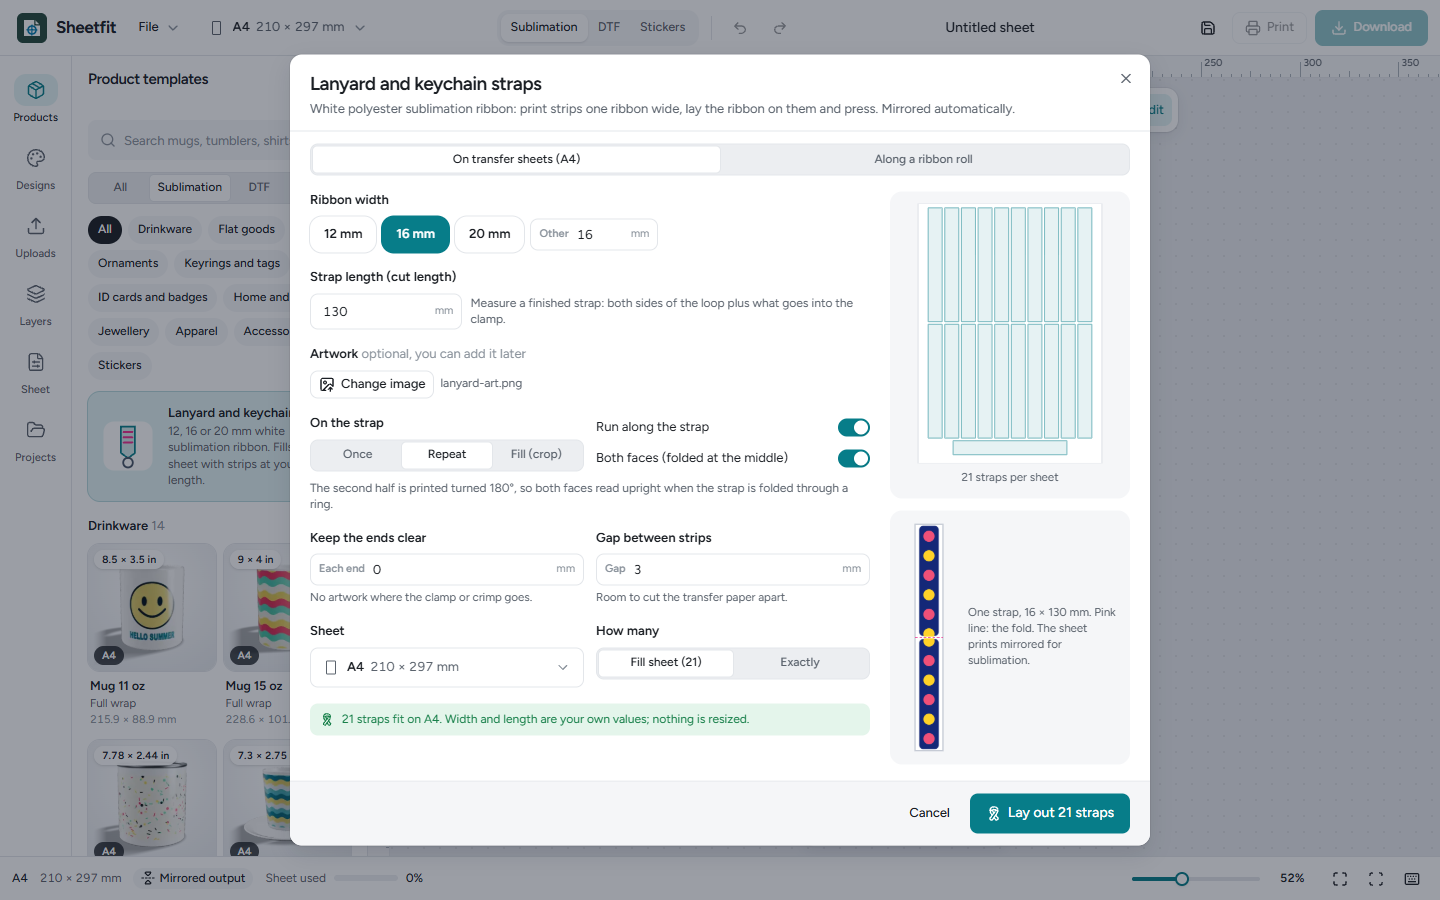 Sheetfit
File
A4 210 × 297 mm
Sublimation
DTF
Stickers
Untitled sheet
Print
Download
250
300
350
Products
Designs
Uploads
Layers
Sheet
Projects
Product templates
Search mugs, tumblers, shirt
All
Sublimation
DTF
All
Drinkware
Flat goods
Ornaments
Keyrings and tags
ID cards and badges
Home and
Jewellery
Apparel
Accesso
Stickers
Lanyard and keychain
12, 16 or 20 mm white
sublimation ribbon. Fills
sheet with strips at you
length.
Drinkware 14
8.5 × 3.5 in
HELLO SUMMER
A4
Mug 11 oz
Full wrap
215.9 × 88.9 mm
9 × 4 in
A4
Mug 15 oz
Full wrap
228.6 × 101.
7.78 × 2.44 in
A4
7.3 × 2.75
A4
dit
Lanyard and keychain straps
White polyester sublimation ribbon: print strips one ribbon wide, lay the ribbon on them and press. Mirrored automatically.
On transfer sheets (A4)
Along a ribbon roll
Ribbon width
12 mm
16 mm
20 mm
Other 16 mm
Strap length (cut length)
130 mm
Measure a finished strap: both sides of the loop plus what goes into the
clamp.
Artwork optional, you can add it later
Change image
lanyard-art.png
On the strap
Once
Repeat
Fill (crop)
Run along the strap
Both faces (folded at the middle)
The second half is printed turned 180°, so both faces read upright when the strap is folded through a
ring.
Keep the ends clear
Each end 0 mm
No artwork where the clamp or crimp goes.
Gap between strips
Gap 3 mm
Room to cut the transfer paper apart.
Sheet
A4 210 × 297 mm
How many
Fill sheet (21)
Exactly
21 straps fit on A4. Width and length are your own values; nothing is resized.
21 straps per sheet
One strap, 16 × 130 mm. Pink
line: the fold. The sheet
prints mirrored for
sublimation.
Cancel
Lay out 21 straps
A4 210 × 297 mm
Mirrored output
Sheet used
0%
52%